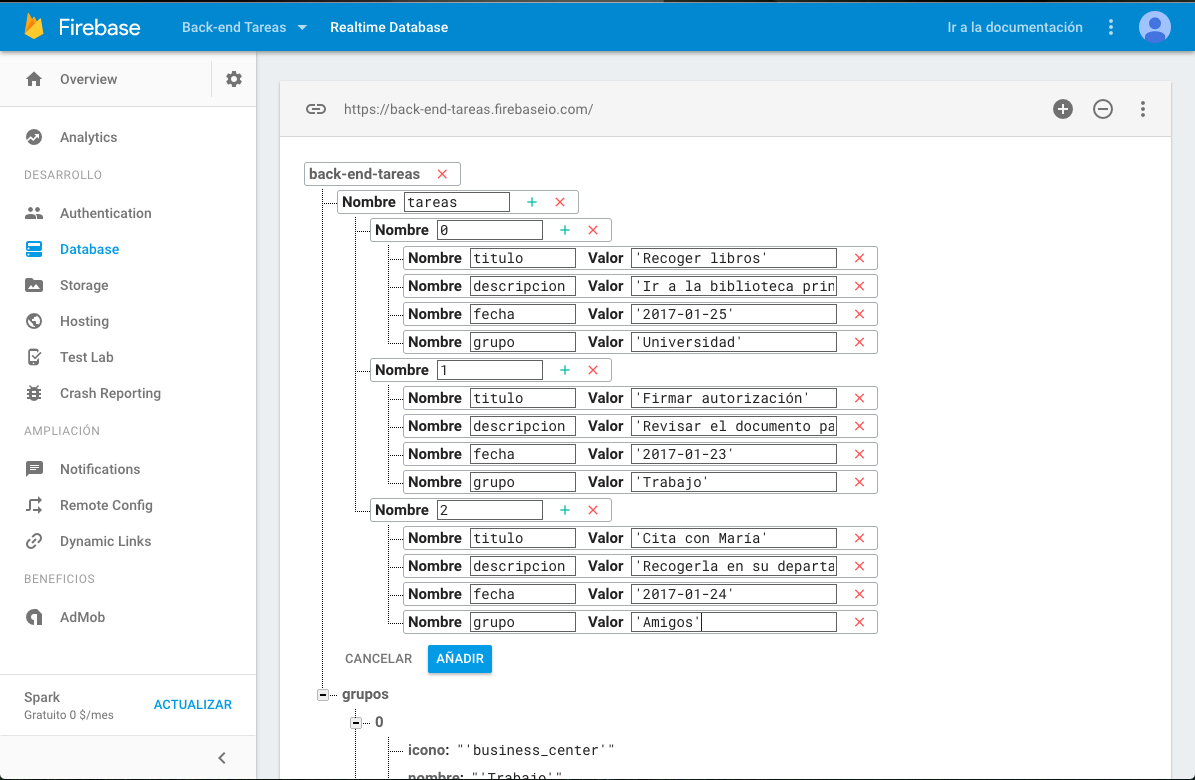 Firebase
Back-end Tareas
Realtime Database
Ir a la documentación
Overview
Analytics
DESARROLLO
Authentication
Database
Storage
Hosting
Test Lab
Crash Reporting
AMPLIACIÓN
Notifications
Remote Config
Dynamic Links
BENEFICIOS
AdMob
Spark
Gratuito 0 $/mes
ACTUALIZAR
https://back-end-tareas.firebaseio.com/
back-end-tareas
Nombre tareas
Nombre 0
Nombre titulo Valor 'Recoger libros'
Nombre descripcion Valor 'Ir a la biblioteca prin
Nombre fecha Valor '2017-01-25'
Nombre grupo Valor 'Universidad'
Nombre 1
Nombre titulo Valor 'Firmar autorización'
Nombre descripcion Valor 'Revisar el documento pa
Nombre fecha Valor '2017-01-23'
Nombre grupo Valor 'Trabajo'
Nombre 2
Nombre titulo Valor 'Cita con María'
Nombre descripcion Valor 'Recogerla en su departa
Nombre fecha Valor '2017-01-24'
Nombre grupo Valor 'Amigos'
CANCELAR AÑADIR
grupos
0
icono: "'business_center'"
nombre: "'Trabajo'"